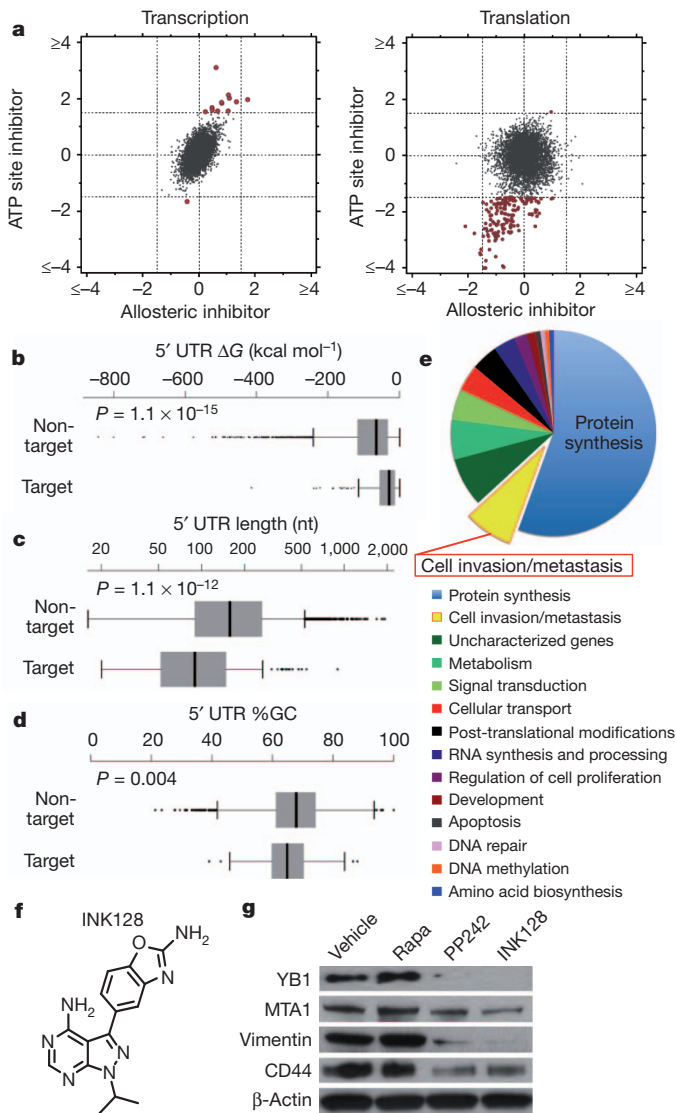 a
Transcription
Translation
≥4
2
0
−2
≤−4
ATP site inhibitor
≤−4 −2 0 2 ≥4
Allosteric inhibitor
≥4
2
0
−2
≤−4
ATP site inhibitor
≤−4 −2 0 2 ≥4
Allosteric inhibitor
b
5′ UTR ΔG (kcal mol−1)
−800 −600 −400 −200 0
P = 1.1 × 10−15
Non-
target
Target
c
5′ UTR length (nt)
20 50 100 500 1,000 2,000
P = 1.1 × 10−12
Non-
target
Target
d
5′ UTR %GC
0 20 40 60 80 100
P = 0.004
Non-
target
Target
e
Protein
synthesis
Cell invasion/metastasis
Protein synthesis
Cell invasion/metastasis
Uncharacterized genes
Metabolism
Signal transduction
Cellular transport
Post-translational modifications
RNA synthesis and processing
Regulation of cell proliferation
Development
Apoptosis
DNA repair
DNA methylation
Amino acid biosynthesis
f
INK128
NH2
O
N
NH2
N
N
N
N
g
Vehicle Rapa PP242 INK128
YB1
MTA1
Vimentin
CD44
β-Actin